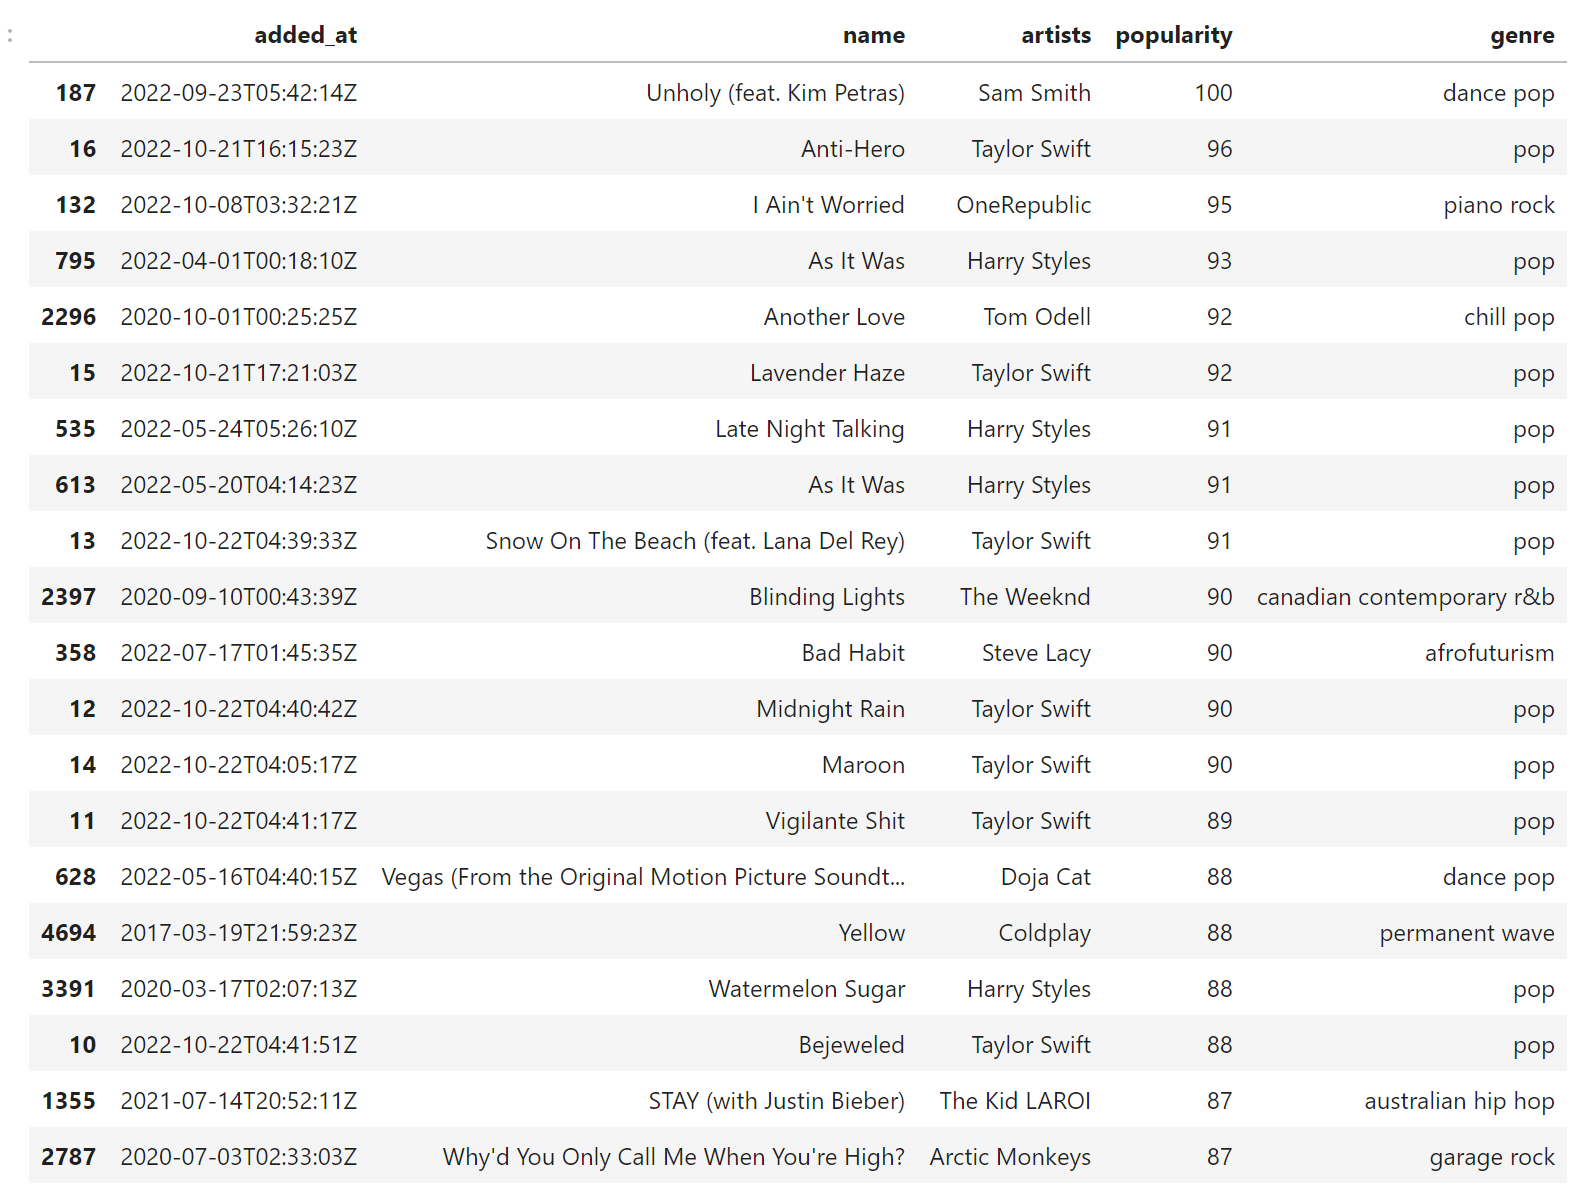 added_at name artists popularity genre
187 2022-09-23T05:42:14Z Unholy (feat. Kim Petras) Sam Smith 100 dance pop
16 2022-10-21T16:15:23Z Anti-Hero Taylor Swift 96 pop
132 2022-10-08T03:32:21Z I Ain't Worried OneRepublic 95 piano rock
795 2022-04-01T00:18:10Z As It Was Harry Styles 93 pop
2296 2020-10-01T00:25:25Z Another Love Tom Odell 92 chill pop
15 2022-10-21T17:21:03Z Lavender Haze Taylor Swift 92 pop
535 2022-05-24T05:26:10Z Late Night Talking Harry Styles 91 pop
613 2022-05-20T04:14:23Z As It Was Harry Styles 91 pop
13 2022-10-22T04:39:33Z Snow On The Beach (feat. Lana Del Rey) Taylor Swift 91 pop
2397 2020-09-10T00:43:39Z Blinding Lights The Weeknd 90 canadian contemporary r&b
358 2022-07-17T01:45:35Z Bad Habit Steve Lacy 90 afrofuturism
12 2022-10-22T04:40:42Z Midnight Rain Taylor Swift 90 pop
14 2022-10-22T04:05:17Z Maroon Taylor Swift 90 pop
11 2022-10-22T04:41:17Z Vigilante Shit Taylor Swift 89 pop
628 2022-05-16T04:40:15Z Vegas (From the Original Motion Picture Soundt... Doja Cat 88 dance pop
4694 2017-03-19T21:59:23Z Yellow Coldplay 88 permanent wave
3391 2020-03-17T02:07:13Z Watermelon Sugar Harry Styles 88 pop
10 2022-10-22T04:41:51Z Bejeweled Taylor Swift 88 pop
1355 2021-07-14T20:52:11Z STAY (with Justin Bieber) The Kid LAROI 87 australian hip hop
2787 2020-07-03T02:33:03Z Why'd You Only Call Me When You're High? Arctic Monkeys 87 garage rock